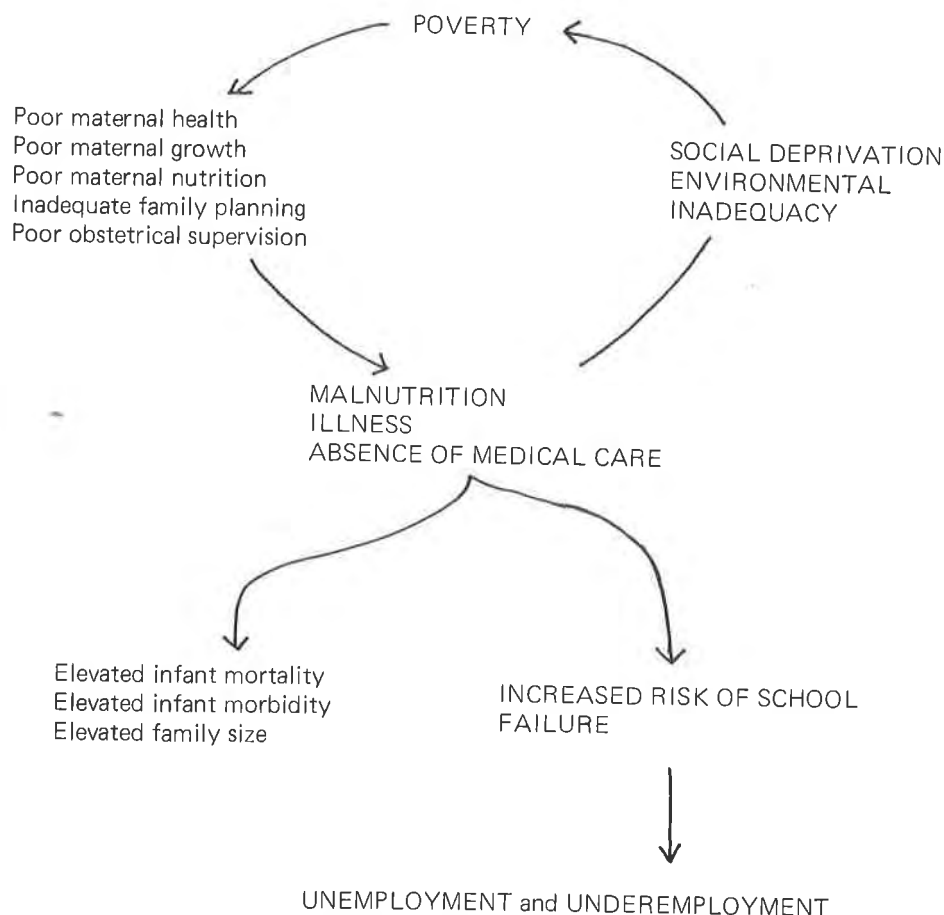 POVERTY
Poor maternal health
Poor maternal growth
Poor maternal nutrition
Inadequate family planning
Poor obstetrical supervision
SOCIAL DEPRIVATION
ENVIRONMENTAL
INADEQUACY
MALNUTRITION
ILLNESS
ABSENCE OF MEDICAL CARE
Elevated infant mortality
Elevated infant morbidity
Elevated family size
INCREASED RISK OF SCHOOL
FAILURE
UNEMPLOYMENT and UNDEREMPLOYMENT